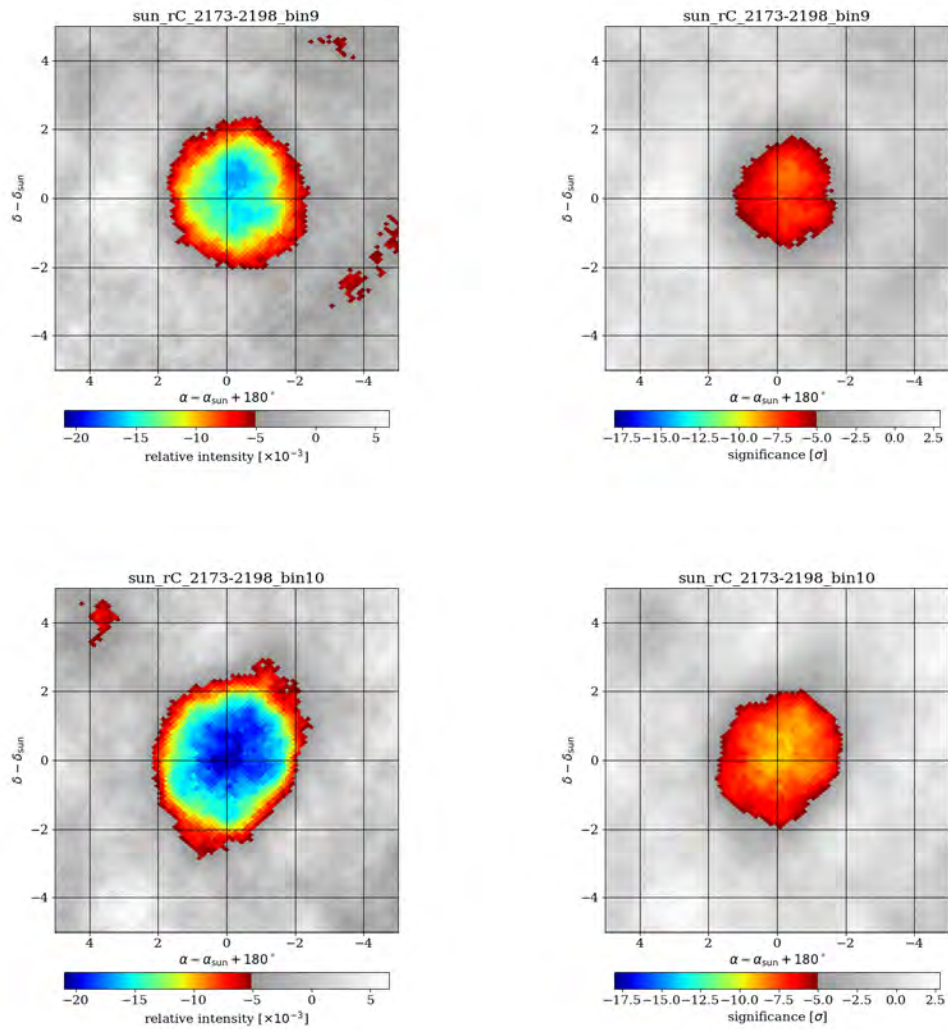 sun_rC_2173-2198_bin9
4
2
0
−2
−4
δ − δsun
4 2 0 −2 −4
α − αsun + 180°
−20 −15 −10 −5 0 5
relative intensity [×10⁻³]
sun_rC_2173-2198_bin9
4
2
0
−2
−4
δ − δsun
4 2 0 −2 −4
α − αsun + 180°
−17.5 −15.0 −12.5 −10.0 −7.5 −5.0 −2.5 0.0 2.5
significance [σ]
sun_rC_2173-2198_bin10
4
2
0
−2
−4
δ − δsun
4 2 0 −2 −4
α − αsun + 180°
−20 −15 −10 −5 0 5
relative intensity [×10⁻³]
sun_rC_2173-2198_bin10
4
2
0
−2
−4
δ − δsun
4 2 0 −2 −4
α − αsun + 180°
−17.5 −15.0 −12.5 −10.0 −7.5 −5.0 −2.5 0.0 2.5
significance [σ]